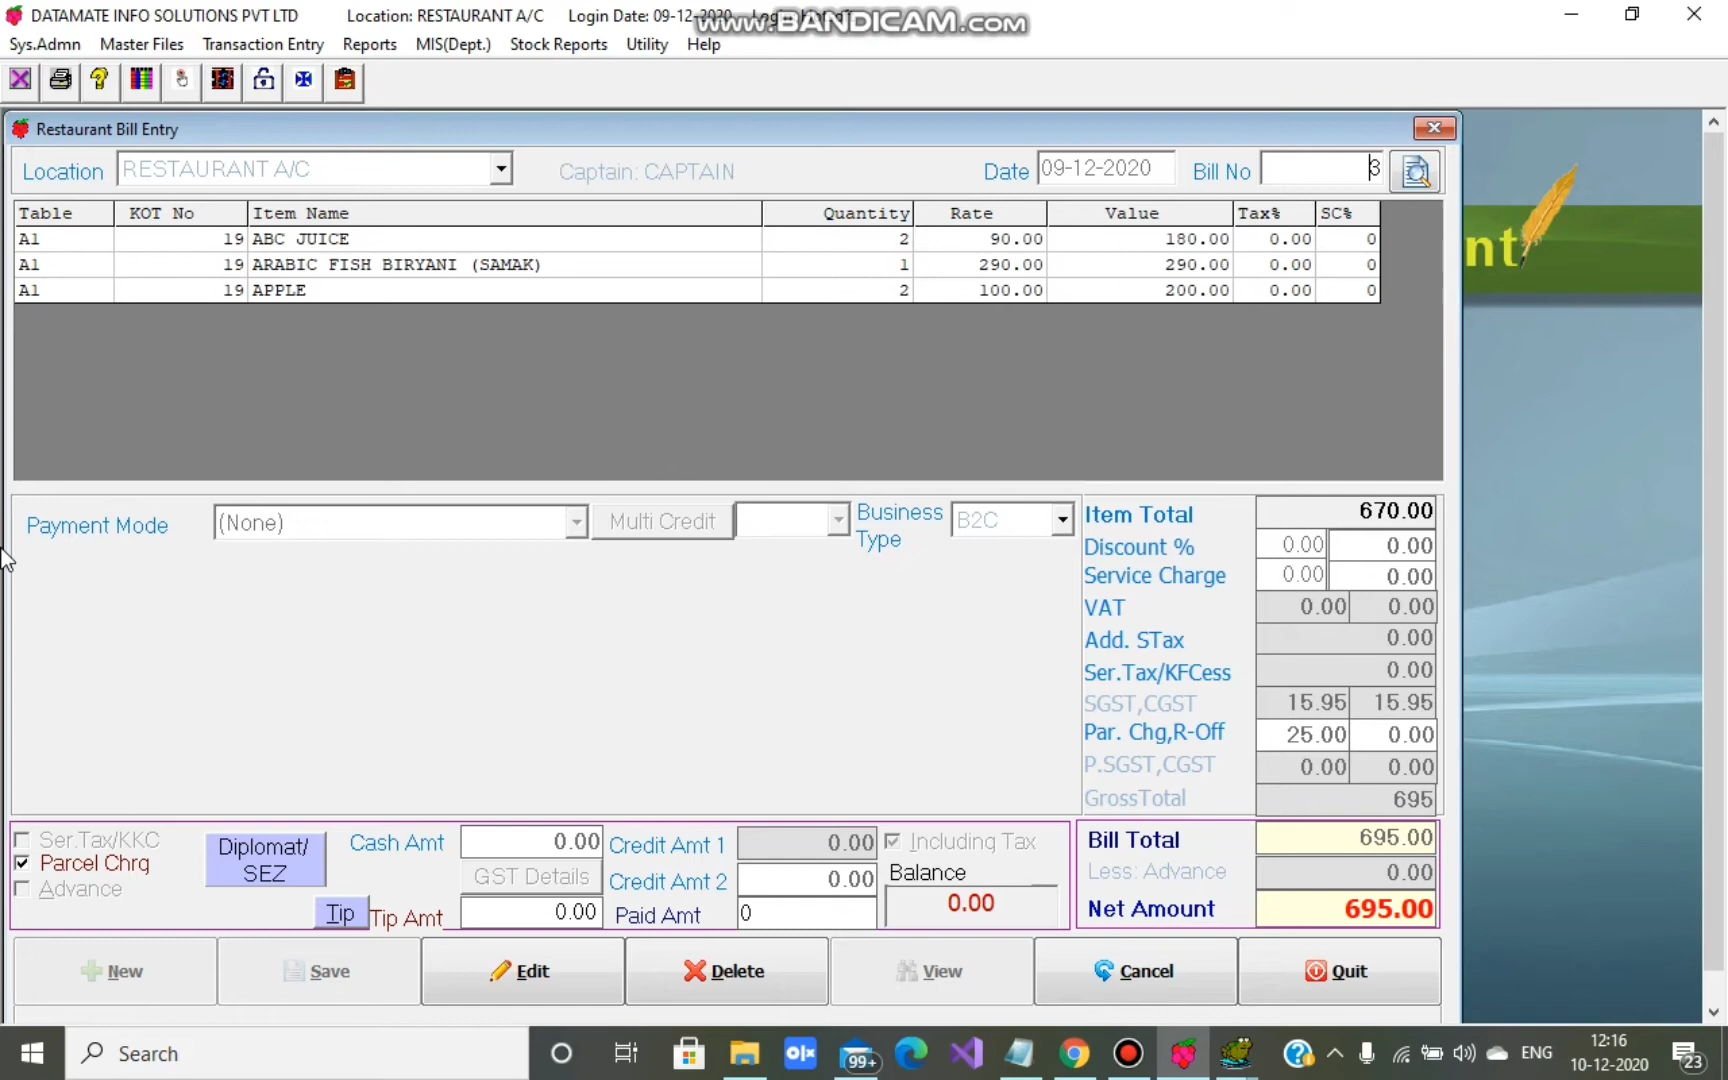 DATAMATE INFO SOLUTIONS PVT LTD Location: RESTAURANT A/C Login Date: 09-12-2020
www.BANDICAM.com
Sys.Admn Master Files Transaction Entry Reports MIS(Dept.) Stock Reports Utility Help
Restaurant Bill Entry
Location RESTAURANT A/C Captain: CAPTAIN Date 09-12-2020 Bill No 3
Table KOT No Item Name Quantity Rate Value Tax% SC%
A1 19 ABC JUICE 2 90.00 180.00 0.00 0
A1 19 ARABIC FISH BIRYANI (SAMAK) 1 290.00 290.00 0.00 0
A1 19 APPLE 2 100.00 200.00 0.00 0
nt
Payment Mode (None) Multi Credit Business Type B2C
Item Total 670.00
Discount % 0.00 0.00
Service Charge 0.00 0.00
VAT 0.00 0.00
Add. STax 0.00
Ser.Tax/KFCess 0.00
SGST,CGST 15.95 15.95
Par. Chg,R-Off 25.00 0.00
P.SGST,CGST 0.00 0.00
GrossTotal 695
Ser.Tax/KKC
Parcel Chrq
Advance
Diplomat/
SEZ
Tip
Cash Amt 0.00
GST Details
Tip Amt 0.00
Credit Amt 1 0.00
Credit Amt 2 0.00
Paid Amt 0
Including Tax
Balance
0.00
Bill Total 695.00
Less: Advance 0.00
Net Amount 695.00
New Save Edit Delete View Cancel Quit
Search
olx
99+
ENG
12:16
10-12-2020
23